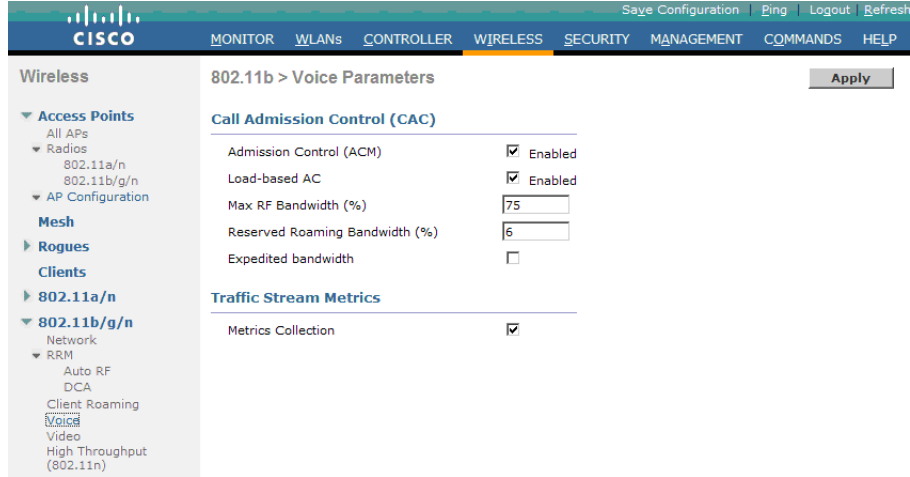 Save Configuration | Ping | Logout | Refresh
CISCO
MONITOR WLANs CONTROLLER WIRELESS SECURITY MANAGEMENT COMMANDS HELP
Wireless
Access Points
All APs
Radios
802.11a/n
802.11b/g/n
AP Configuration
Mesh
Rogues
Clients
802.11a/n
802.11b/g/n
Network
RRM
Auto RF
DCA
Client Roaming
Voice
Video
High Throughput
(802.11n)
802.11b > Voice Parameters
Apply
Call Admission Control (CAC)
Admission Control (ACM) Enabled
Load-based AC Enabled
Max RF Bandwidth (%) 75
Reserved Roaming Bandwidth (%) 6
Expedited bandwidth
Traffic Stream Metrics
Metrics Collection